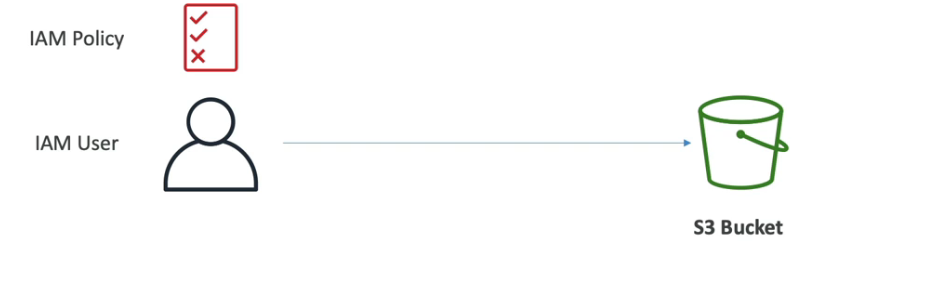 IAM Policy
IAM User
S3 Bucket